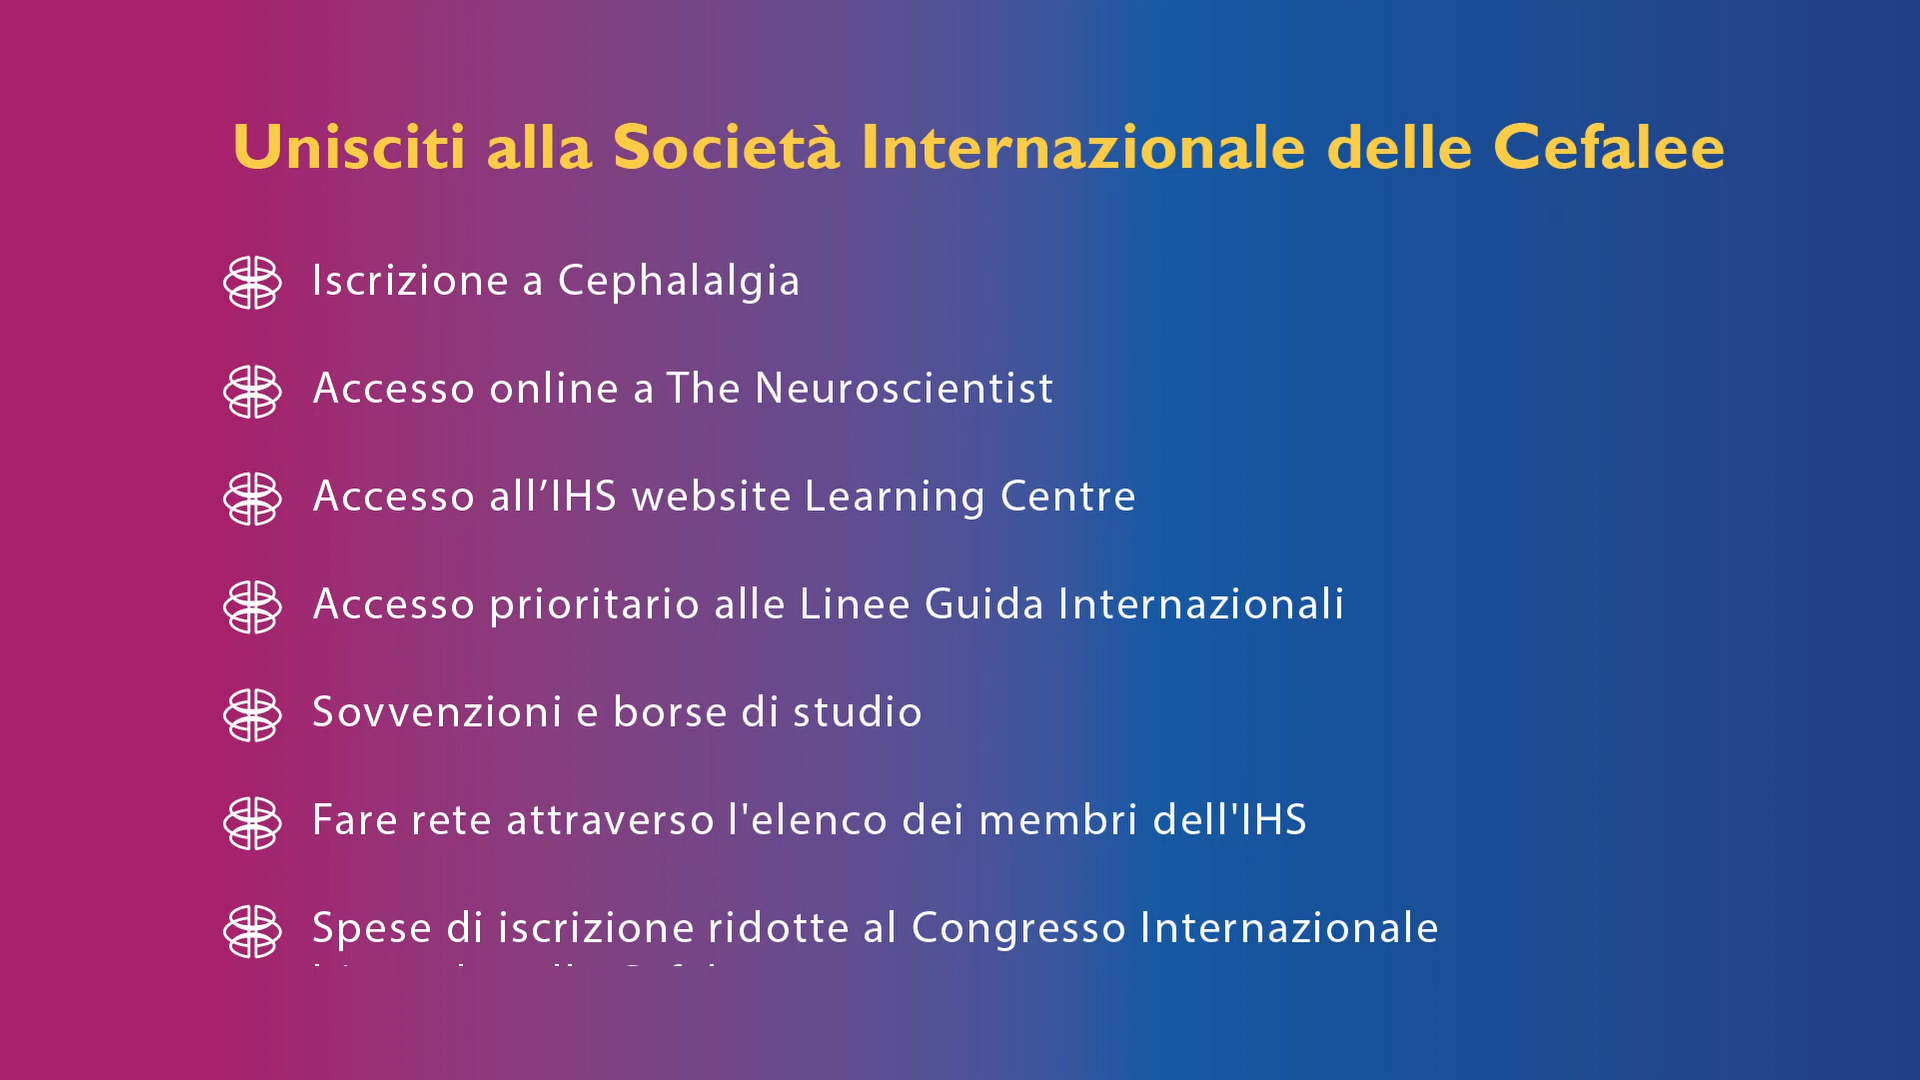 Unisciti alla Società Internazionale delle Cefalee
Iscrizione a Cephalalgia
Accesso online a The Neuroscientist
Accesso all’IHS website Learning Centre
Accesso prioritario alle Linee Guida Internazionali
Sovvenzioni e borse di studio
Fare rete attraverso l'elenco dei membri dell'IHS
Spese di iscrizione ridotte al Congresso Internazionale